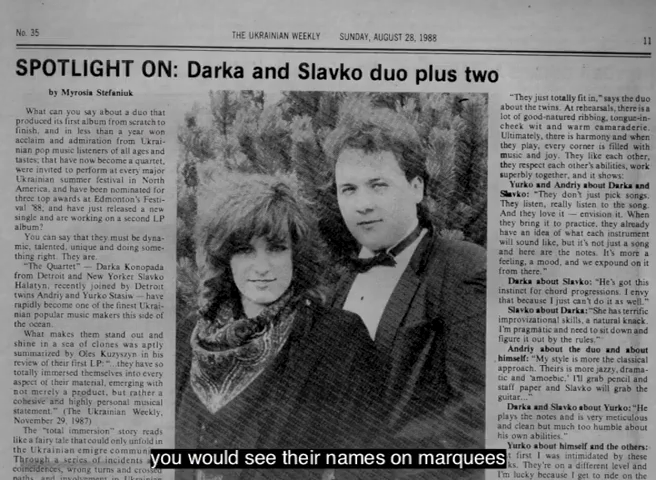 No. 35
THE UKRAINIAN WEEKLY SUNDAY, AUGUST 28, 1988
11
SPOTLIGHT ON: Darka and Slavko duo plus two
by Myrosia Stefaniuk
What can you say about a duo that
produced its first album from scratch to
finish, and in less than a year won
acclaim and admiration from Ukrai-
nian pop music listeners of all ages and
tastes; that have now become a quartet,
were invited to perform at every major
Ukrainian summer festival in North
America, and have been nominated for
three top awards at Edmonton's Festi-
val '88, and have just released a new
single and are working on a second LP
album?
You can say that they must be dyna-
mic, talented, unique and doing some-
thing right. They are.
"The Quartet" — Darka Konopada
from Detroit and New Yorker Slavko
Halatyn, recently joined by Detroit
twins Andriy and Yurko Stasiw — have
rapidly become one of the finest Ukrai-
nian popular music makers this side of
the ocean.
What makes them stand out and
shine in a sea of clones was aptly
summarized by Oles Kuzyszyn in his
review of their first LP: "...they have so
totally immersed themselves into every
aspect of their material, emerging with
not merely a product, but rather a
cohesive and highly-personal musical
statement." (The Ukrainian Weekly,
November 29, 1987)
The "total immersion" story reads
like a fairy tale that could only unfold in
the Ukrainian emigre
Through a series of incidents
coincidences, wrong turns and crossed
paths, and involvement in Ukrainian
"They just totally fit in," says the duo
about the twins. At rehearsals, there is a
lot of good-natured ribbing, tongue-in-
cheek wit and warm camaraderie.
Ultimately, there is harmony and when
they play, every corner is filled with
music and joy. They like each other,
they respect each other's abilities, work
superbly together, and it shows:
Yurko and Andriy about Darka and
Slavko: "They don't just pick songs.
They listen, really listen to the song.
And they love it — envision it. When
they bring it to practice, they already
have an idea of what each instrument
will sound like, but it's not just a song
and here are the notes. It's more a
feeling, a mood, and we expound on it
from there."
Darka about Slavko: "He's got this
instinct for chord progressions. I envy
that because I just can't do it as well."
Slavko about Darka: "She has terrific
improvizational skills, a natural knack.
I'm pragmatic and need to sit down and
figure it out by the rules."
Andriy about the duo and about
himself: "My style is more the classical
approach. Theirs is more jazzy, drama-
tic and 'amoebic.' I'll grab pencil and
staff paper and Slavko will grab the
guitar..."
Darka and Slavko about Yurko: "He
plays the notes and is very meticulous
and clean but much too humble about
his own abilities."
Yurko about himself and the others:
first I was intimidated by these
They're on a different level and
I'm lucky because I get to ride on the
you would see their names on marquees